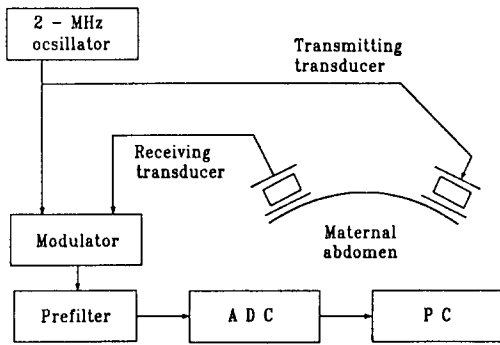 2 - MHz
ocsillator
Transmitting
transducer
Receiving
transducer
Maternal
abdomen
Modulator
Prefilter
A D C
P C